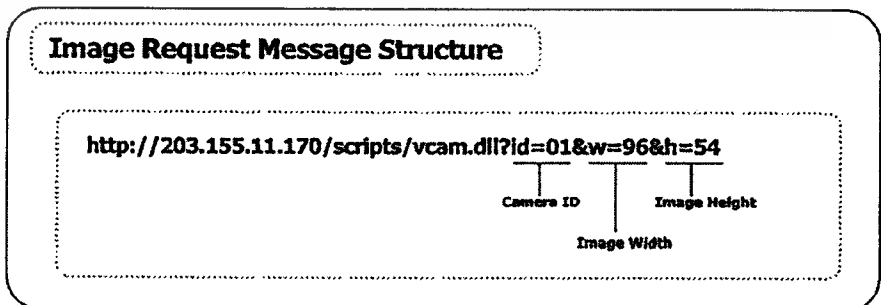 Image Request Message Structure
http://203.155.11.170/scripts/vcam.dll?id=01&w=96&h=54
Camera ID
Image Height
Image Width